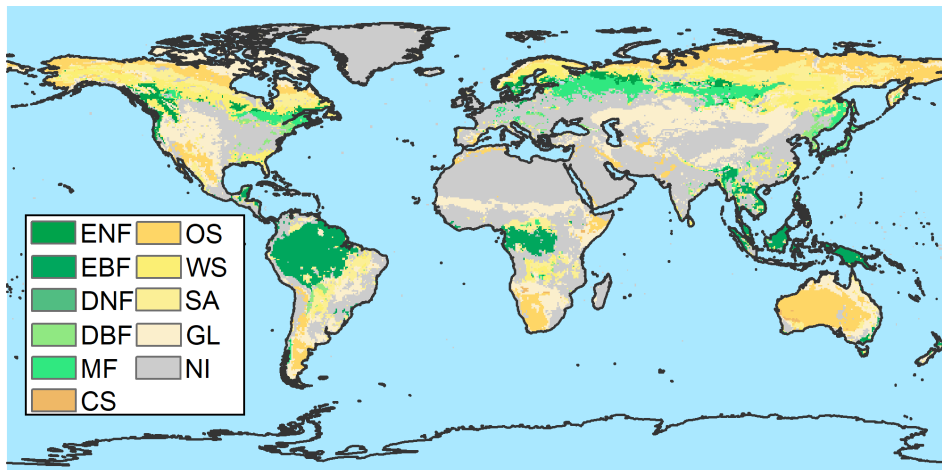 ENF OS
EBF WS
DNF SA
DBF GL
MF NI
CS